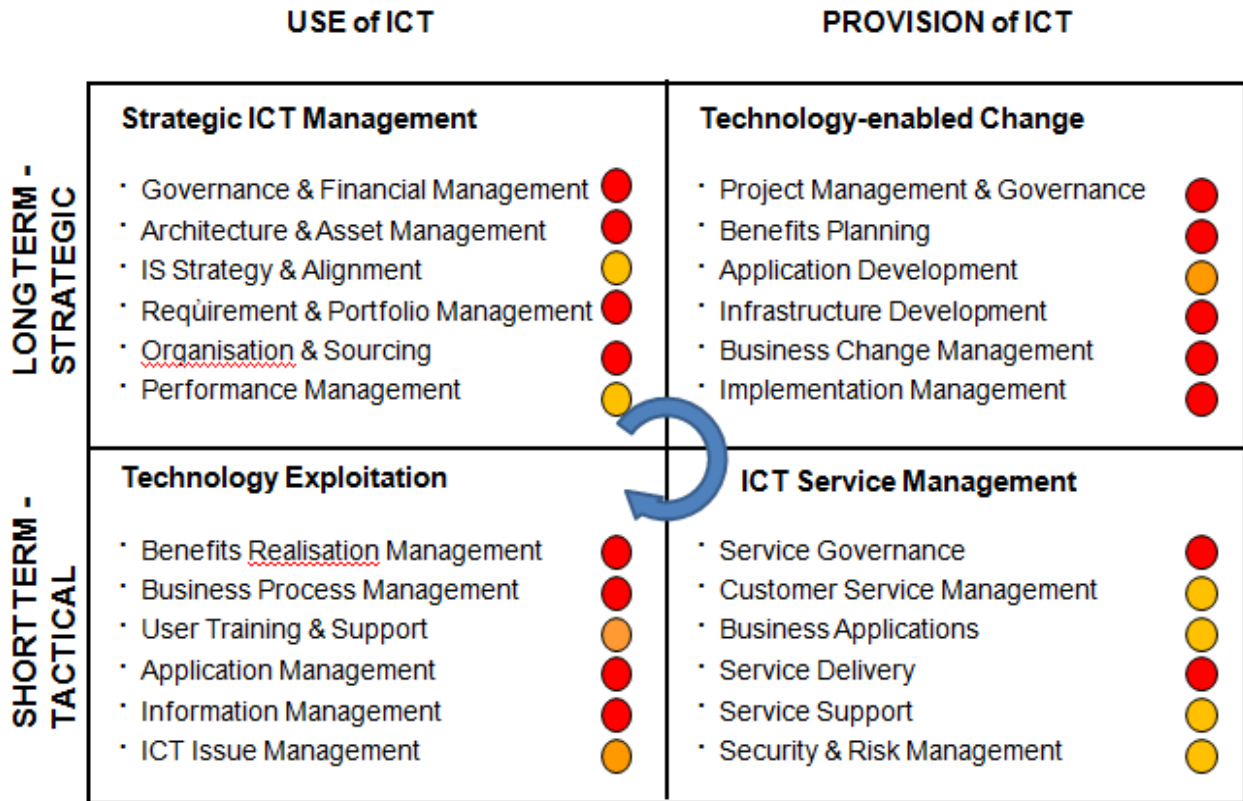 USE of ICT
PROVISION of ICT
LONGTERM -
STRATEGIC
Strategic ICT Management
· Governance & Financial Management
· Architecture & Asset Management
· IS Strategy & Alignment
· Requirement & Portfolio Management
· Organisation & Sourcing
· Performance Management
Technology-enabled Change
· Project Management & Governance
· Benefits Planning
· Application Development
· Infrastructure Development
· Business Change Management
· Implementation Management
SHORTTERM -
TACTICAL
Technology Exploitation
· Benefits Realisation Management
· Business Process Management
· User Training & Support
· Application Management
· Information Management
· ICT Issue Management
ICT Service Management
· Service Governance
· Customer Service Management
· Business Applications
· Service Delivery
· Service Support
· Security & Risk Management